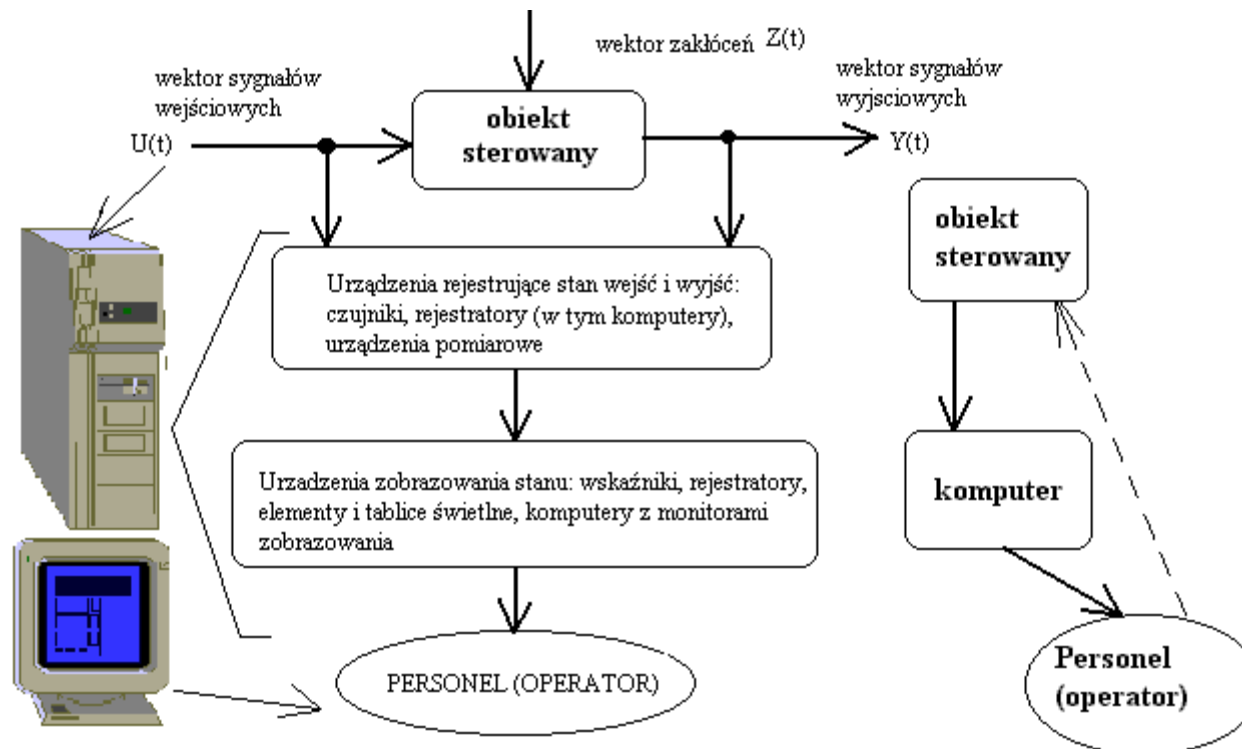 wektor zakłóceń Z(t)
wektor sygnałów
wejściowych
U(t)
obiekt
sterowany
wektor sygnałów
wyjsciowych
Y(t)
Urządzenia rejestrujące stan wejść i wyjść:
czujniki, rejestratory (w tym komputery),
urządzenia pomiarowe
Urzadzenia zobrazowania stanu: wskaźniki, rejestratory,
elementy i tablice świetlne, komputery z monitorami
zobrazowania
PERSONEL (OPERATOR)
obiekt
sterowany
komputer
Personel
(operator)